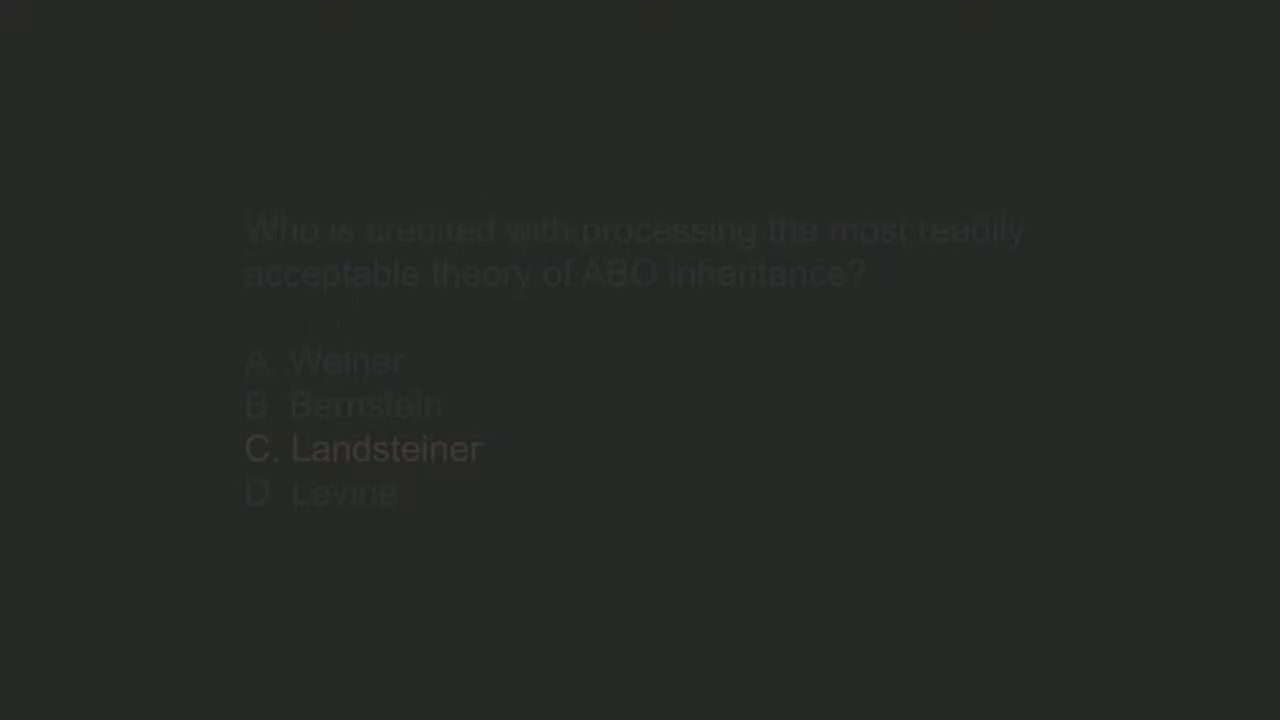 Who is credited with processing the most readily
acceptable theory of ABO inheritance?
A. Weiner
B. Bernstein
C. Landsteiner
D. Levine